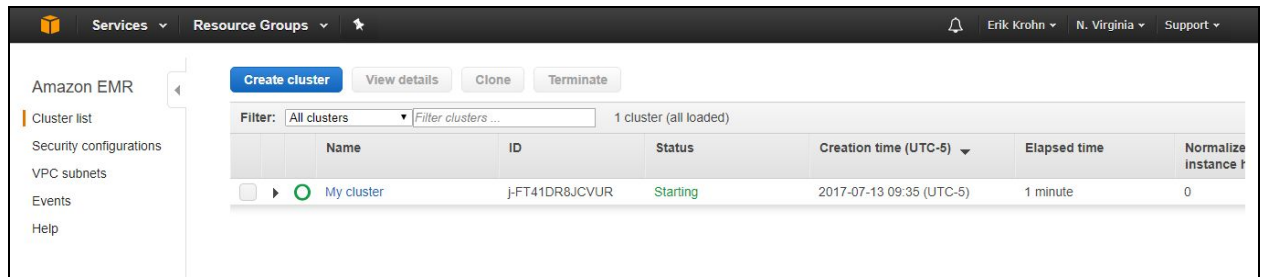 Services Resource Groups Erik Krohn N. Virginia Support
Amazon EMR
Cluster list
Security configurations
VPC subnets
Events
Help
Create cluster View details Clone Terminate
Filter: All clusters Filter clusters ... 1 cluster (all loaded)
Name ID Status Creation time (UTC-5) Elapsed time Normalize
instance h
My cluster j-FT41DR8JCVUR Starting 2017-07-13 09:35 (UTC-5) 1 minute 0